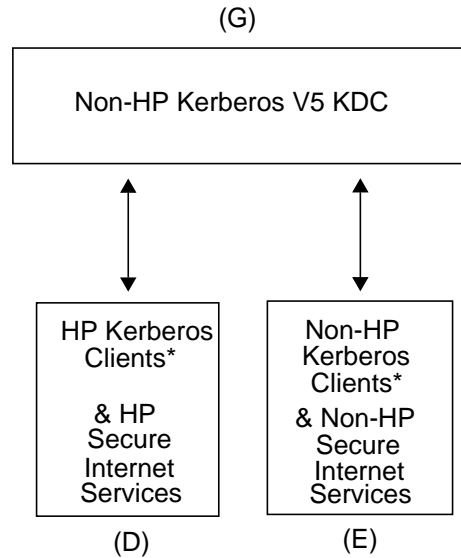 (G)
Non-HP Kerberos V5 KDC
HP Kerberos
Clients*
& HP
Secure
Internet
Services
(D)
Non-HP
Kerberos
Clients*
& Non-HP
Secure
Internet
Services
(E)